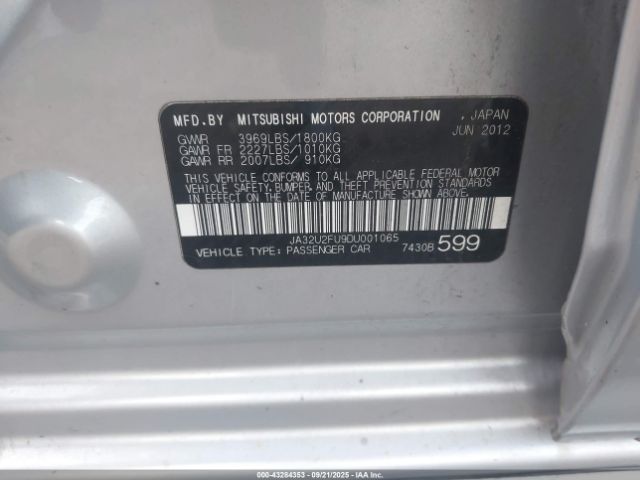 MFD.BY MITSUBISHI MOTORS CORPORATION , JAPAN
JUN 2012
GVWR 3969LBS/1800KG
GAWR FR 2227LBS/1010KG
GAWR RR 2007LBS/ 910KG
THIS VEHICLE CONFORMS TO ALL APPLICABLE FEDERAL MOTOR
VEHICLE SAFETY,BUMPER,AND THEFT PREVENTION STANDARDS
IN EFFECT ON THE DATE OF MANUFACTURE SHOWN ABOVE.
JA32U2FU9DU001065
VEHICLE TYPE: PASSENGER CAR 7430B 599
000-43284353 - 09/21/2025 - IAA Inc.